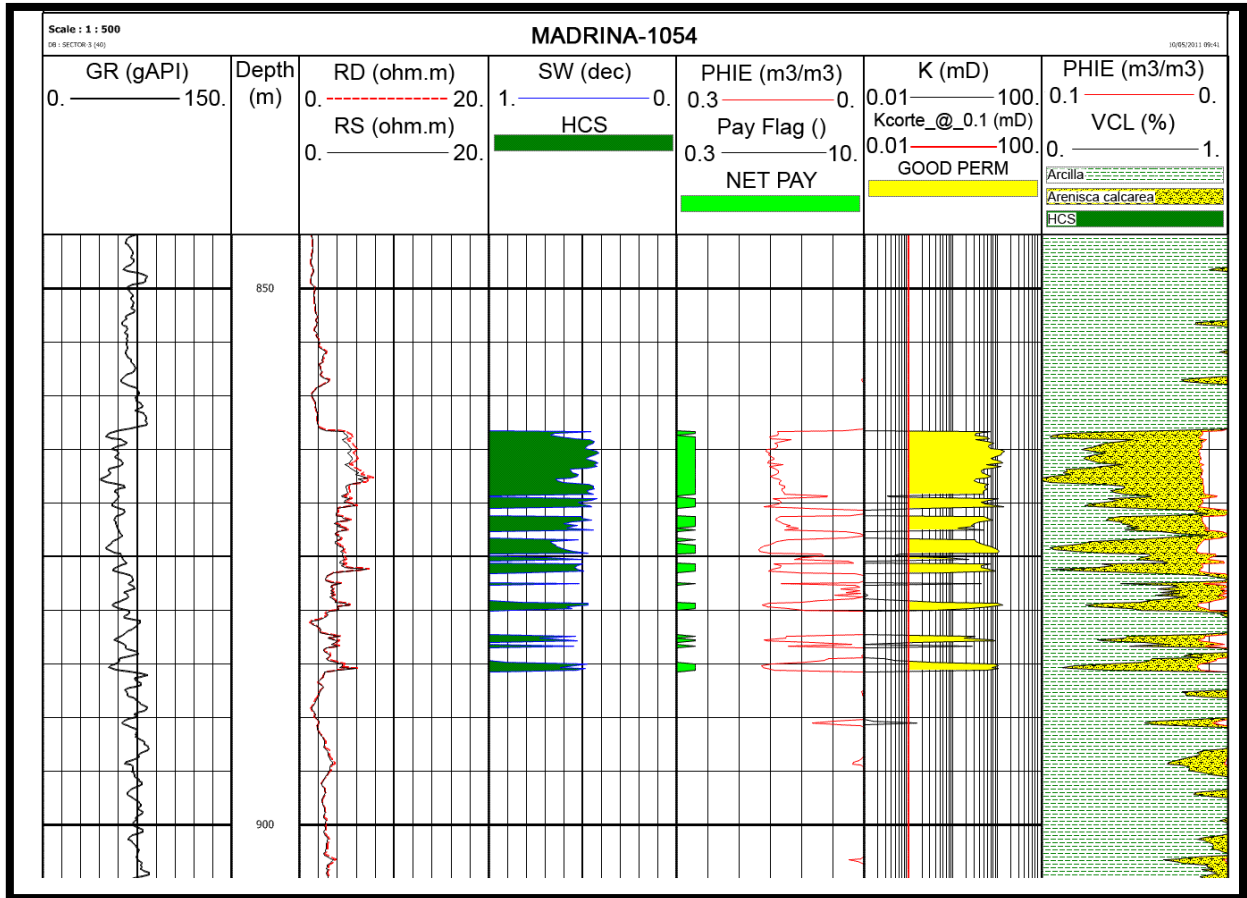 Scale : 1 : 500
DB : SECTOR-3 (40)
MADRINA-1054
10/05/2011 09:41
GR (gAPI)
0. 150.
Depth
(m)
RD (ohm.m)
0. 20.
RS (ohm.m)
0. 20.
SW (dec)
1. 0.
HCS
PHIE (m3/m3)
0.3 0.
Pay Flag ()
0.3 10.
NET PAY
K (mD)
0.01 100.
Kcorte_@_0.1 (mD)
0.01 100.
GOOD PERM
PHIE (m3/m3)
0.1 0.
VCL (%)
0. 1.
Arcilla
Arenisca calcarea
HCS
850
900